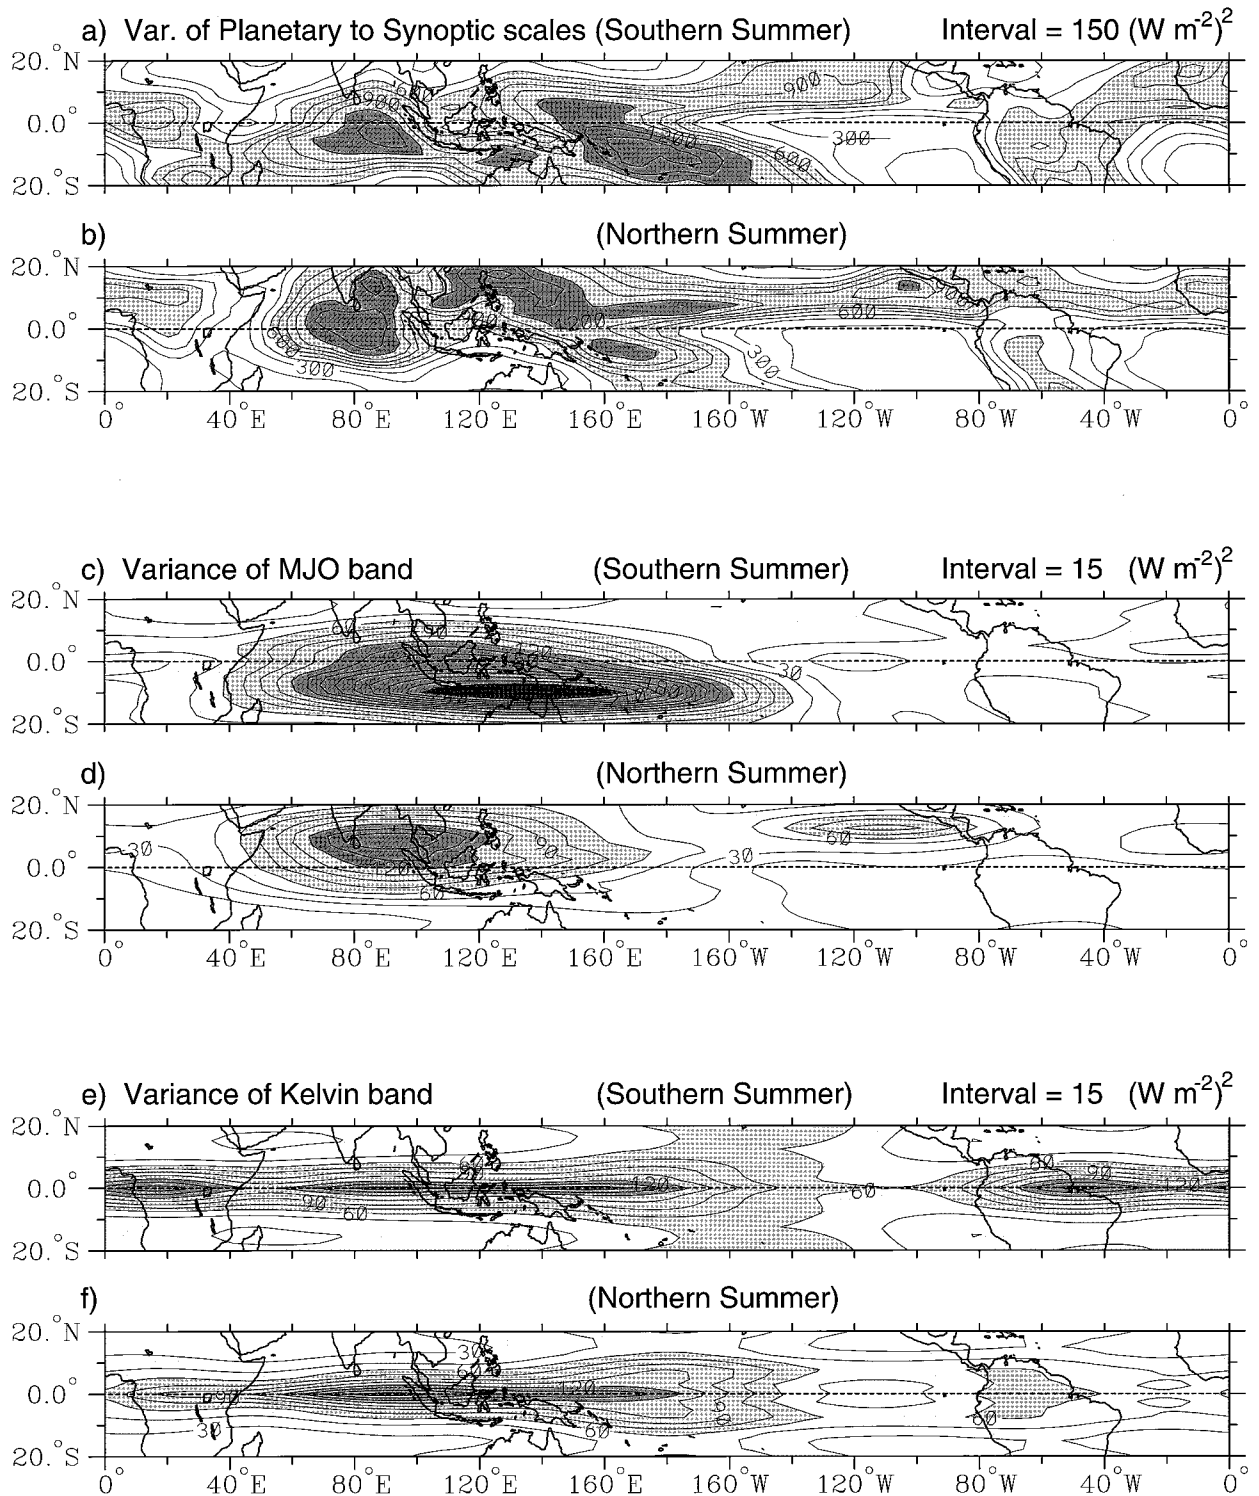 a) Var. of Planetary to Synoptic scales (Southern Summer) Interval = 150 (W m-2)2
20.°N
0.0°
20.°S
900 600 900 1200 600 300
b) (Northern Summer)
20.°N
0.0°
20.°S
600 300 1200 300 600
0° 40°E 80°E 120°E 160°E 160°W 120°W 80°W 40°W 0°
c) Variance of MJO band (Southern Summer) Interval = 15 (W m-2)2
20.°N
0.0°
20.°S
60 90 30
d) (Northern Summer)
20.°N
0.0°
20.°S
30 120 60 90 30 60
0° 40°E 80°E 120°E 160°E 160°W 120°W 80°W 40°W 0°
e) Variance of Kelvin band (Southern Summer) Interval = 15 (W m-2)2
20.°N
0.0°
20.°S
90 60 60 120 60 60 90 120
f) (Northern Summer)
20.°N
0.0°
20.°S
90 30 30 60 120 60 60 60
0° 40°E 80°E 120°E 160°E 160°W 120°W 80°W 40°W 0°